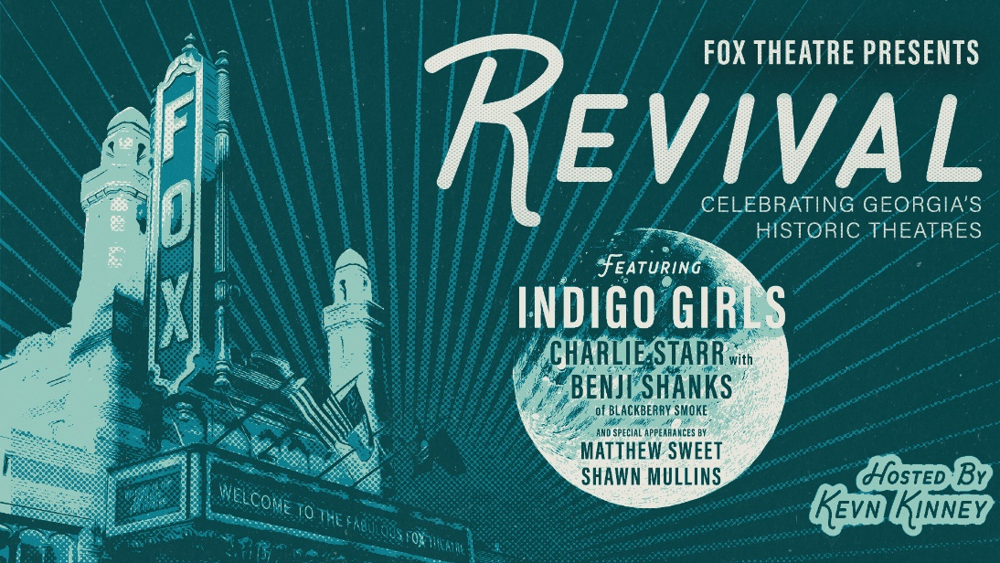 FOX THEATRE PRESENTS
REVIVAL
CELEBRATING GEORGIA'S
HISTORIC THEATRES
FEATURING
INDIGO GIRLS
CHARLIE STARR with
BENJI SHANKS
of BLACKBERRY SMOKE
AND SPECIAL APPEARANCES BY
MATTHEW SWEET
SHAWN MULLINS
HOSTED BY
KEVN KINNEY
FOX
WELCOME TO THE FABULOUS FOX THEATRE